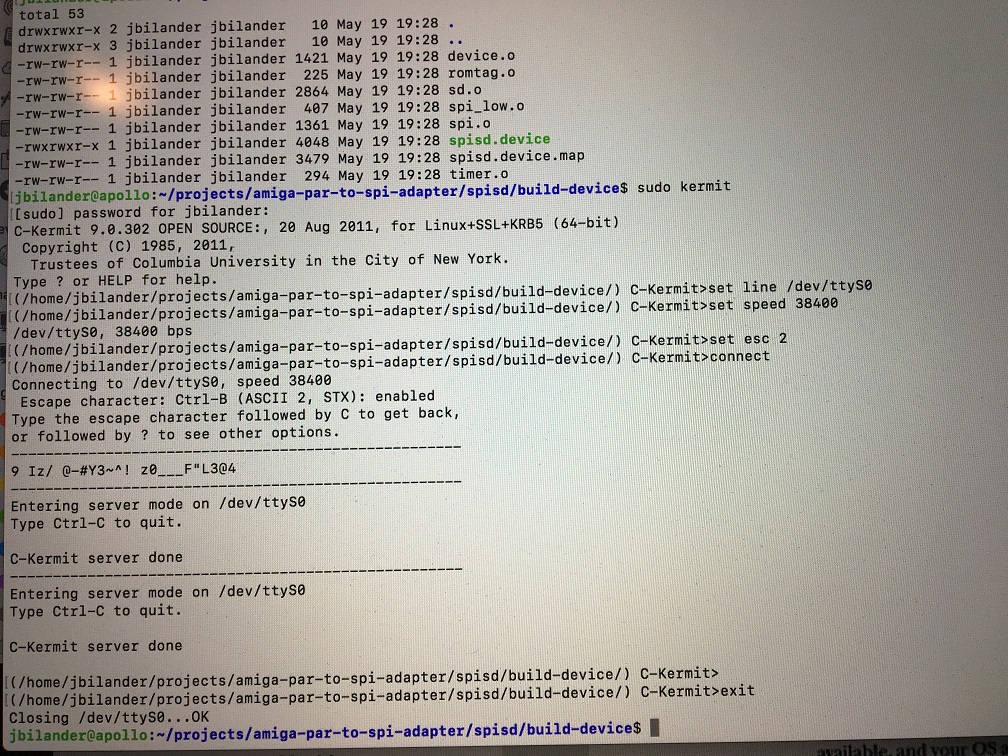 total 53
drwxrwxr-x 2 jbilander jbilander   10 May 19 19:28 .
drwxrwxr-x 3 jbilander jbilander   10 May 19 19:28 ..
-rw-rw-r-- 1 jbilander jbilander 1421 May 19 19:28 device.o
-rw-rw-r-- 1 jbilander jbilander  225 May 19 19:28 romtag.o
-rw-rw-r-- 1 jbilander jbilander 2864 May 19 19:28 sd.o
-rw-rw-r-- 1 jbilander jbilander  407 May 19 19:28 spi_low.o
-rw-rw-r-- 1 jbilander jbilander 1361 May 19 19:28 spi.o
-rwxrwxr-x 1 jbilander jbilander 4048 May 19 19:28 spisd.device
-rw-rw-r-- 1 jbilander jbilander 3479 May 19 19:28 spisd.device.map
-rw-rw-r-- 1 jbilander jbilander  294 May 19 19:28 timer.o
[jbilander@apollo:~/projects/amiga-par-to-spi-adapter/spisd/build-device$ sudo kermit
[[sudo] password for jbilander:
C-Kermit 9.0.302 OPEN SOURCE:, 20 Aug 2011, for Linux+SSL+KRB5 (64-bit)
 Copyright (C) 1985, 2011,
  Trustees of Columbia University in the City of New York.
Type ? or HELP for help.
[(/home/jbilander/projects/amiga-par-to-spi-adapter/spisd/build-device/) C-Kermit>set line /dev/ttyS0
[(/home/jbilander/projects/amiga-par-to-spi-adapter/spisd/build-device/) C-Kermit>set speed 38400
/dev/ttyS0, 38400 bps
[(/home/jbilander/projects/amiga-par-to-spi-adapter/spisd/build-device/) C-Kermit>set esc 2
[(/home/jbilander/projects/amiga-par-to-spi-adapter/spisd/build-device/) C-Kermit>connect
Connecting to /dev/ttyS0, speed 38400
 Escape character: Ctrl-B (ASCII 2, STX): enabled
Type the escape character followed by C to get back,
or followed by ? to see other options.
----------------------------------------------------
9 Iz/ @-#Y3~^! z0___F"L3@4
----------------------------------------------------
Entering server mode on /dev/ttyS0
Type Ctrl-C to quit.
C-Kermit server done
----------------------------------------------------
Entering server mode on /dev/ttyS0
Type Ctrl-C to quit.
C-Kermit server done
[(/home/jbilander/projects/amiga-par-to-spi-adapter/spisd/build-device/) C-Kermit>
[(/home/jbilander/projects/amiga-par-to-spi-adapter/spisd/build-device/) C-Kermit>exit
Closing /dev/ttyS0...OK
jbilander@apollo:~/projects/amiga-par-to-spi-adapter/spisd/build-device$
available, and your